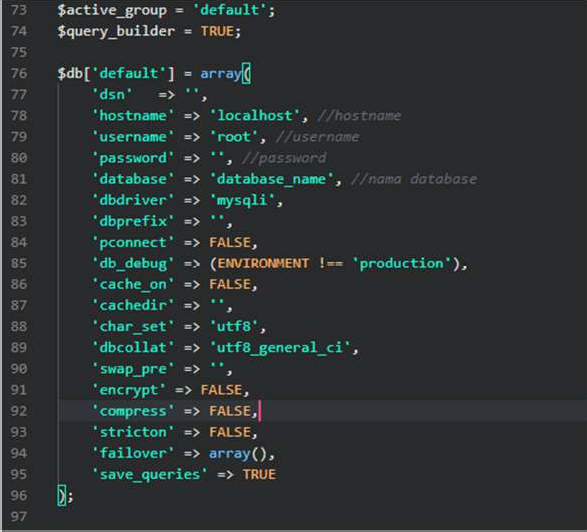 73 $active_group = 'default';
74 $query_builder = TRUE;
75
76 $db['default'] = array(
77     'dsn'   => '',
78     'hostname' => 'localhost', //hostname
79     'username' => 'root', //username
80     'password' => '', //password
81     'database' => 'database_name', //nama database
82     'dbdriver' => 'mysqli',
83     'dbprefix' => '',
84     'pconnect' => FALSE,
85     'db_debug' => (ENVIRONMENT !== 'production'),
86     'cache_on' => FALSE,
87     'cachedir' => '',
88     'char_set' => 'utf8',
89     'dbcollat' => 'utf8_general_ci',
90     'swap_pre' => '',
91     'encrypt' => FALSE,
92     'compress' => FALSE,
93     'stricton' => FALSE,
94     'failover' => array(),
95     'save_queries' => TRUE
96 );
97